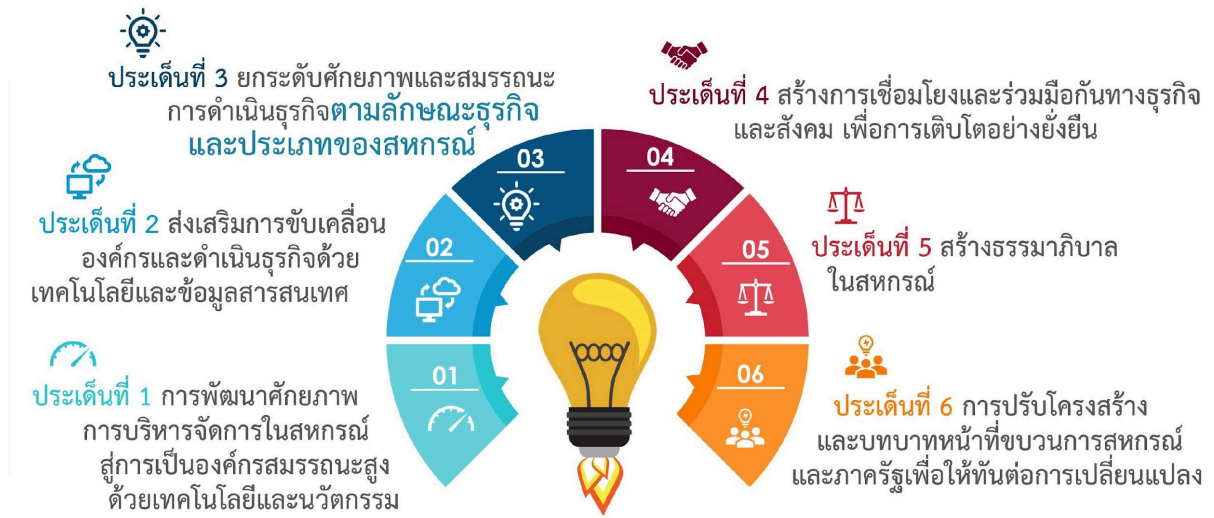 ประเด็นที่ 3 ยกระดับศักยภาพและสมรรถนะ
การดำเนินธุรกิจตามลักษณะธุรกิจ
และประเภทของสหกรณ์
ประเด็นที่ 4 สร้างการเชื่อมโยงและร่วมมือกันทางธุรกิจ
และสังคม เพื่อการเติบโตอย่างยั่งยืน
ประเด็นที่ 2 ส่งเสริมการขับเคลื่อน
องค์กรและดำเนินธุรกิจด้วย
เทคโนโลยีและข้อมูลสารสนเทศ
ประเด็นที่ 5 สร้างธรรมาภิบาล
ในสหกรณ์
ประเด็นที่ 1 การพัฒนาศักยภาพ
การบริหารจัดการในสหกรณ์
สู่การเป็นองค์กรสมรรถนะสูง
ด้วยเทคโนโลยีและนวัตกรรม
ประเด็นที่ 6 การปรับโครงสร้าง
และบทบาทหน้าที่ขบวนการสหกรณ์
และภาครัฐเพื่อให้ทันต่อการเปลี่ยนแปลง
01
02
03
04
05
06